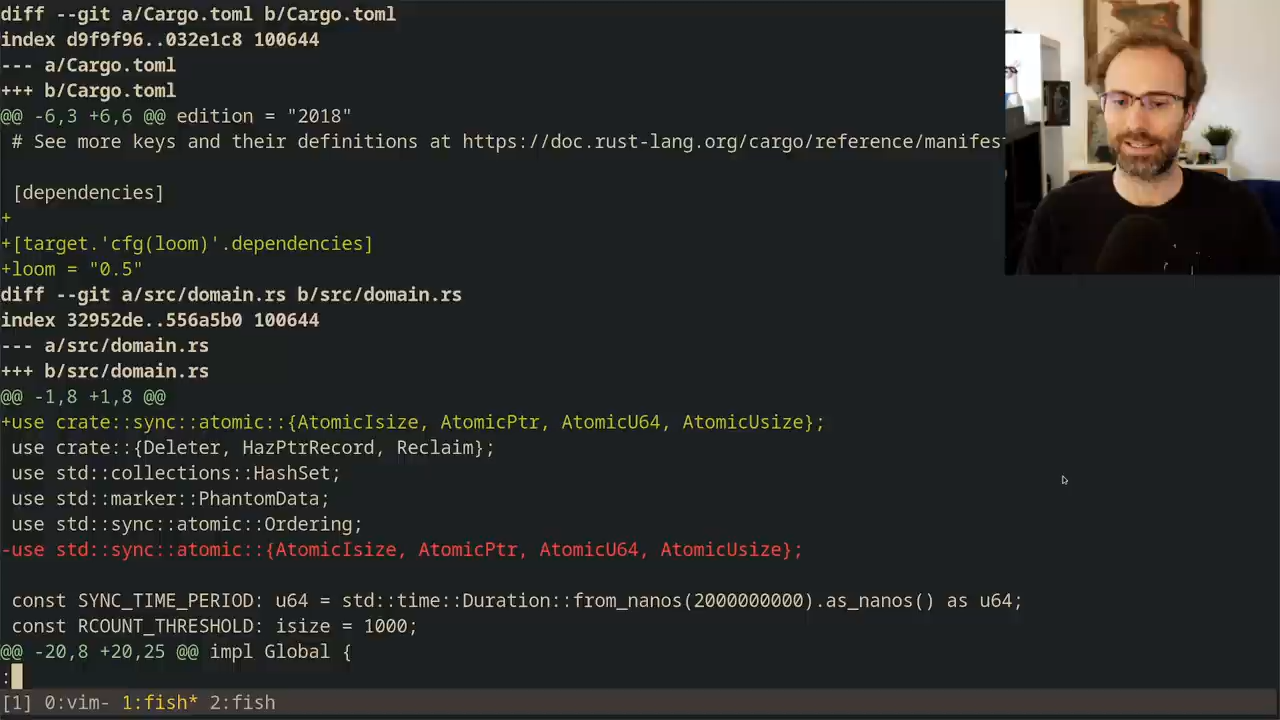 diff --git a/Cargo.toml b/Cargo.toml
index d9f9f96..032e1c8 100644
--- a/Cargo.toml
+++ b/Cargo.toml
@@ -6,3 +6,6 @@ edition = "2018"
 # See more keys and their definitions at https://doc.rust-lang.org/cargo/reference/manifes

 [dependencies]
+
+[target.'cfg(loom)'.dependencies]
+loom = "0.5"
diff --git a/src/domain.rs b/src/domain.rs
index 32952de..556a5b0 100644
--- a/src/domain.rs
+++ b/src/domain.rs
@@ -1,8 +1,8 @@
+use crate::sync::atomic::{AtomicIsize, AtomicPtr, AtomicU64, AtomicUsize};
 use crate::{Deleter, HazPtrRecord, Reclaim};
 use std::collections::HashSet;
 use std::marker::PhantomData;
 use std::sync::atomic::Ordering;
-use std::sync::atomic::{AtomicIsize, AtomicPtr, AtomicU64, AtomicUsize};

 const SYNC_TIME_PERIOD: u64 = std::time::Duration::from_nanos(2000000000).as_nanos() as u64;
 const RCOUNT_THRESHOLD: isize = 1000;
@@ -20,8 +20,25 @@ impl Global {
:
[1] 0:vim- 1:fish* 2:fish